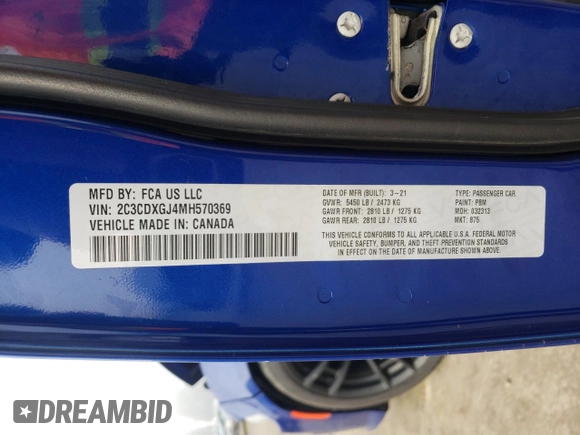 MFD BY: FCA US LLC
VIN: 2C3CDXGJ4MH570369
VEHICLE MADE IN: CANADA
DATE OF MFR (BUILT): 3-21
GVWR: 5450 LB / 2473 KG
GAWR FRONT: 2810 LB / 1275 KG
GAWR REAR: 2810 LB / 1275 KG
TYPE: PASSENGER CAR
PAINT: PBM
MDH: 032313
MKT: 875
THIS VEHICLE CONFORMS TO ALL APPLICABLE U.S.A. FEDERAL MOTOR
VEHICLE SAFETY, BUMPER, AND THEFT PREVENTION STANDARDS
IN EFFECT ON THE DATE OF MANUFACTURE SHOWN ABOVE.
DREAMBID